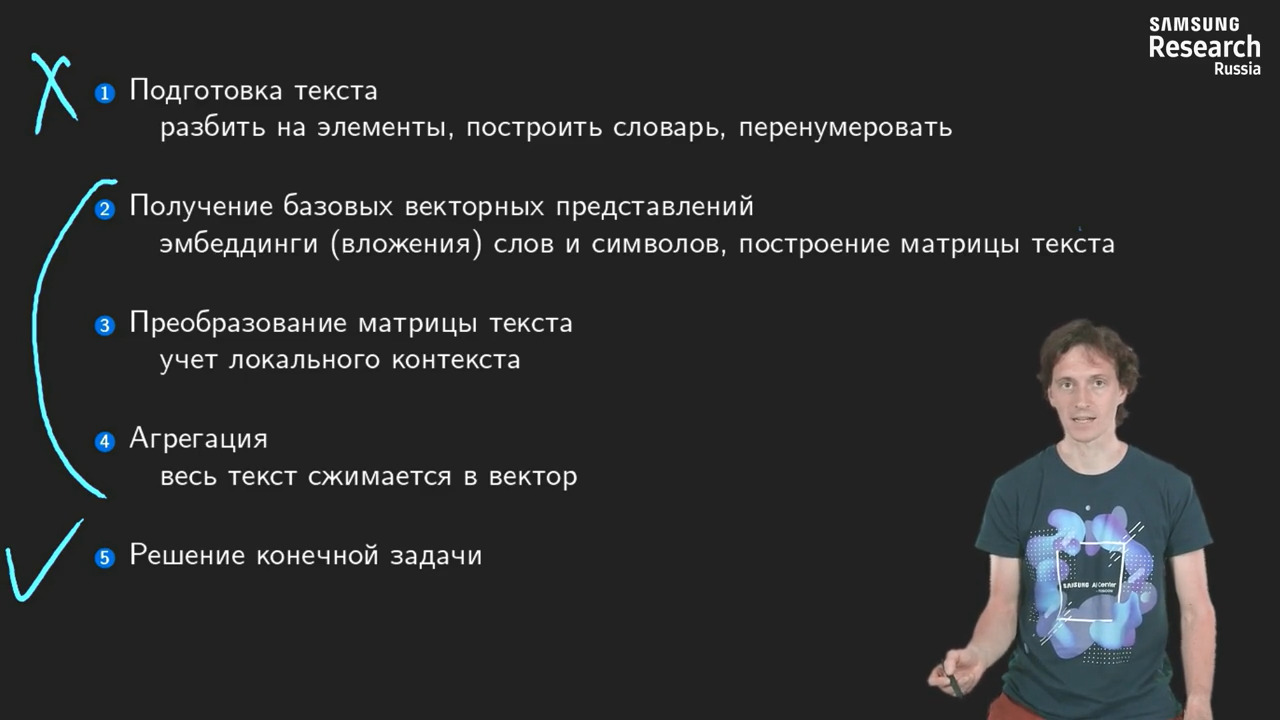 SAMSUNG
Research
Russia
1 Подготовка текста
разбить на элементы, построить словарь, перенумеровать
2 Получение базовых векторных представлений
эмбеддинги (вложения) слов и символов, построение матрицы текста
3 Преобразование матрицы текста
учет локального контекста
4 Агрегация
весь текст сжимается в вектор
5 Решение конечной задачи
SAMSUNG AI Center